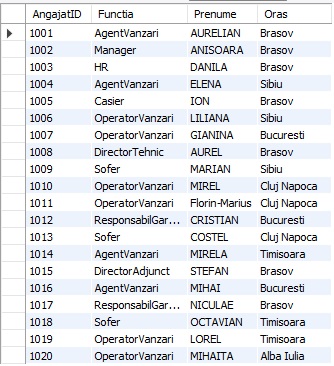 AngajatID Functia Prenume Oras
1001 AgentVanzari AURELIAN Brasov
1002 Manager ANISOARA Brasov
1003 HR DANILA Brasov
1004 AgentVanzari ELENA Sibiu
1005 Casier ION Brasov
1006 OperatorVanzari LILIANA Sibiu
1007 OperatorVanzari GIANINA Bucuresti
1008 DirectorTehnic AUREL Brasov
1009 Sofer MARIAN Sibiu
1010 OperatorVanzari MIREL Cluj Napoca
1011 OperatorVanzari Florin-Marius Cluj Napoca
1012 ResponsabilGar... CRISTIAN Bucuresti
1013 Sofer COSTEL Cluj Napoca
1014 AgentVanzari MIRELA Timisoara
1015 DirectorAdjunct STEFAN Brasov
1016 AgentVanzari MIHAI Bucuresti
1017 ResponsabilGar... NICULAE Brasov
1018 Sofer OCTAVIAN Timisoara
1019 OperatorVanzari LOREL Timisoara
1020 OperatorVanzari MIHAITA Alba Iulia